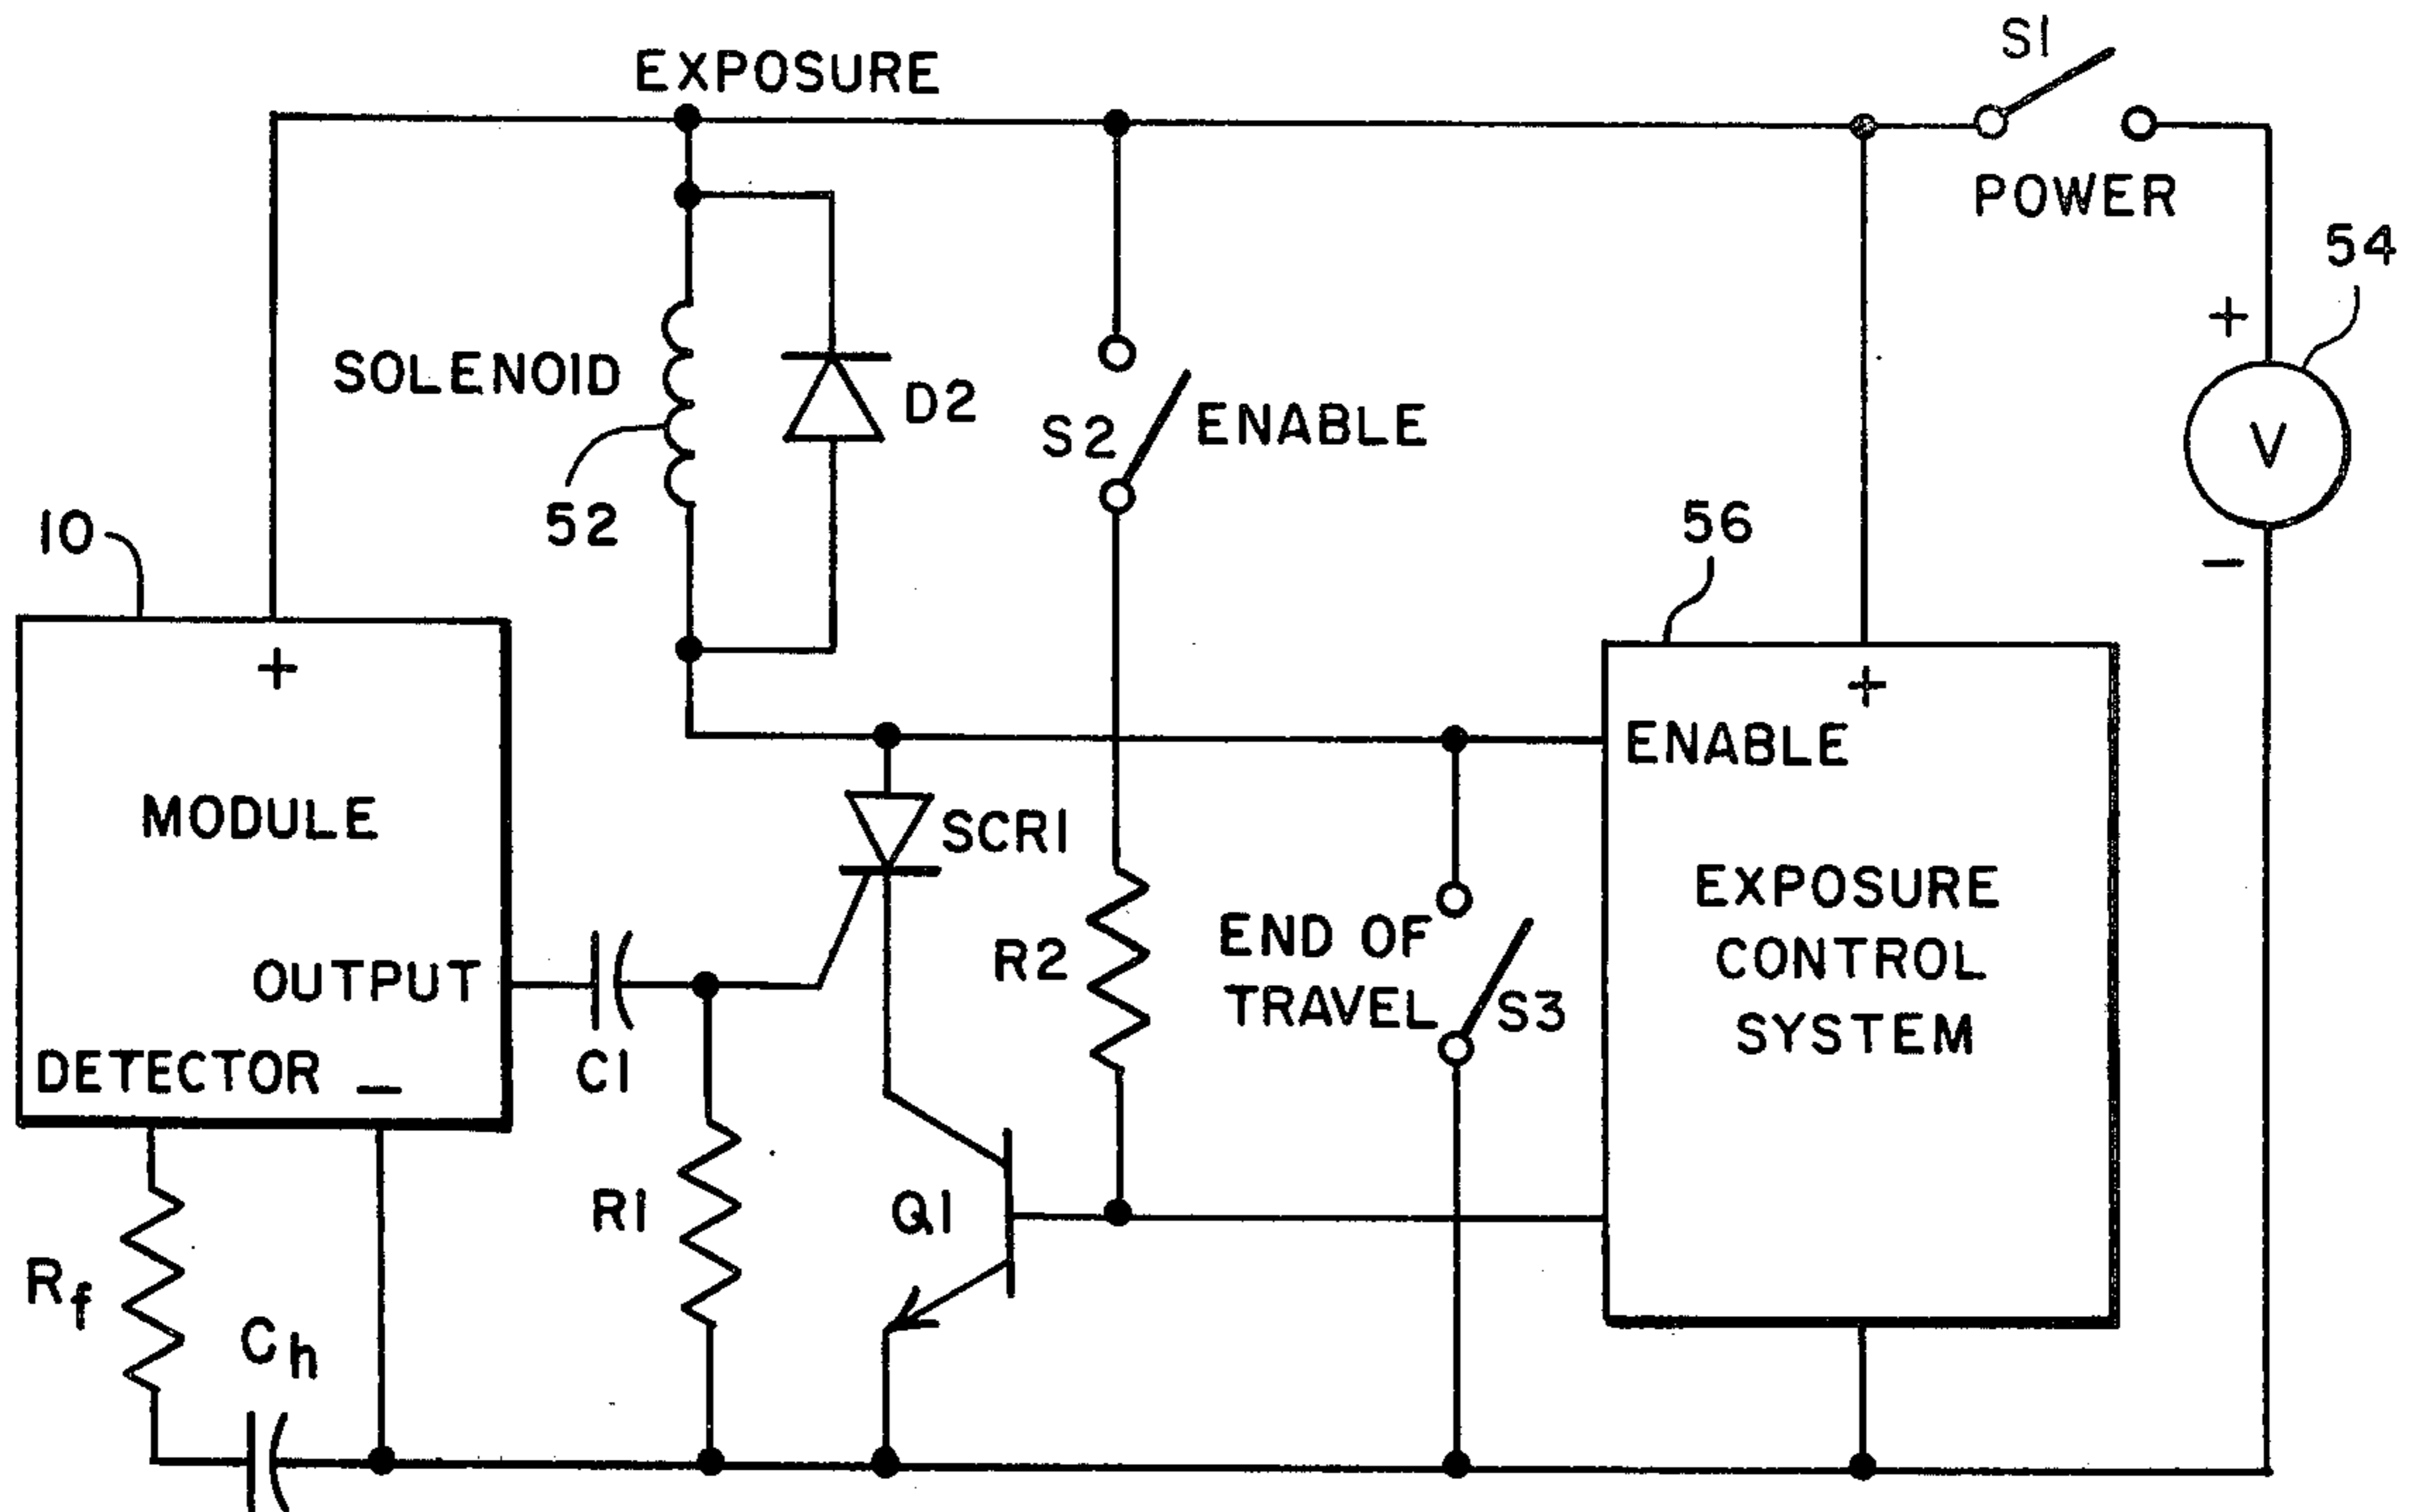 S1
EXPOSURE
POWER
54
+
SOLENOID
D2
S2
ENABLE
V
52
10
56
−
+
+
ENABLE
MODULE
SCR1
EXPOSURE
CONTROL
SYSTEM
END OF
TRAVEL
S3
R2
OUTPUT
DETECTOR −
C1
R1
Q1
Rf
Ch